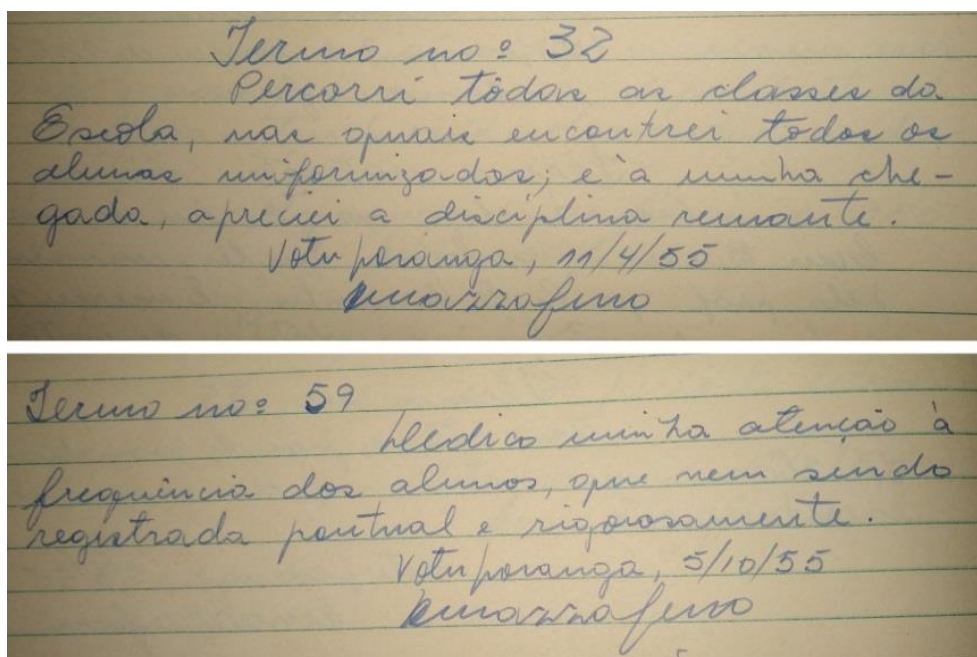 Termo no: 32
Percorri tôdas as classes da
Escola, nas quais encontrei todos os
alunos uniformizados; e à minha che-
gada, apreciei a disciplina reinante.
Votuporanga, 11/4/55
Termo no: 59
Dedico minha atenção à
frequência dos alunos, que vem sendo
registrada pontual e rigorosamente.
Votuporanga, 5/10/55